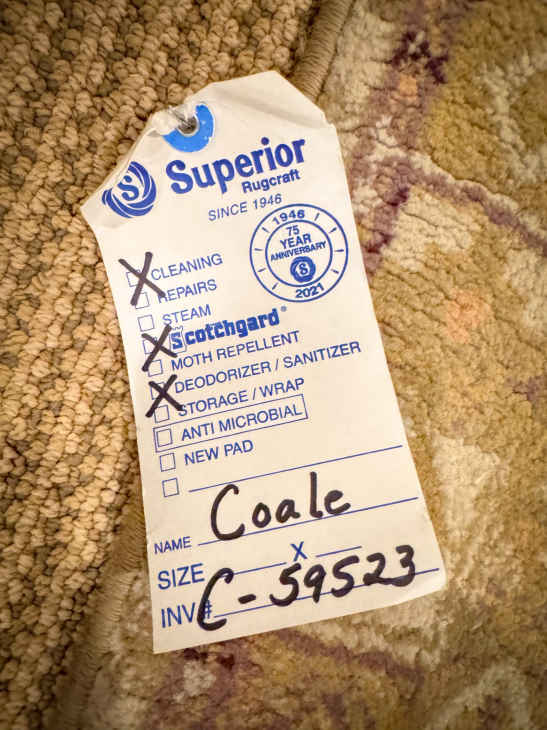 Superior
Rugcraft
SINCE 1946
1946
75
YEAR
ANNIVERSARY
S
2021
CLEANING
REPAIRS
STEAM
Scotchgard®
MOTH REPELLENT
DEODORIZER / SANITIZER
STORAGE / WRAP
ANTI MICROBIAL
NEW PAD
NAME Coale
SIZE X
INV# C-59523